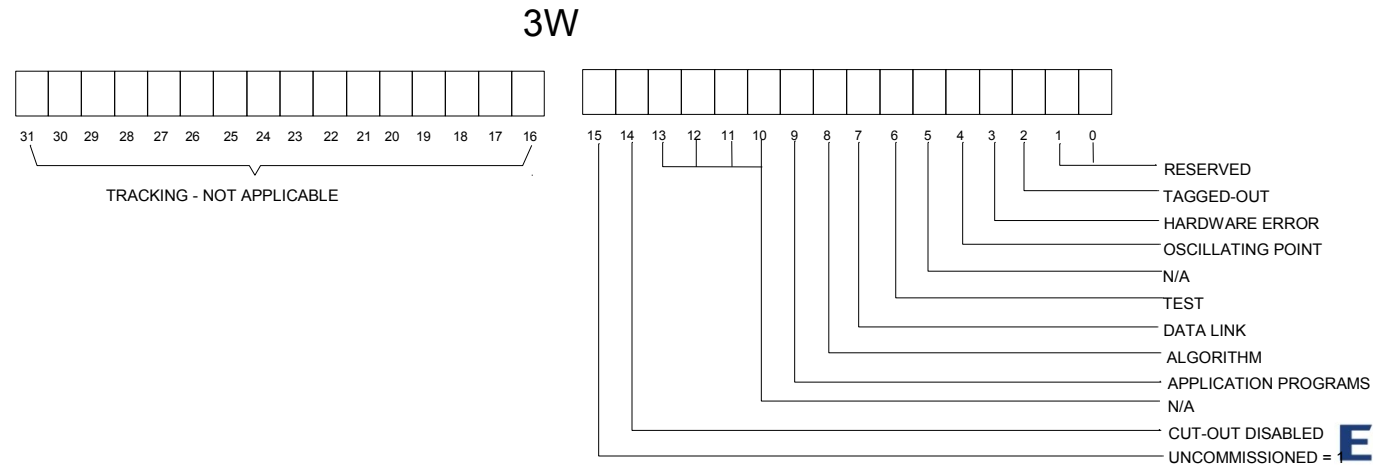 3W
31 30 29 28 27 26 25 24 23 22 21 20 19 18 17 16
15 14 13 12 11 10 9 8 7 6 5 4 3 2 1 0
TRACKING - NOT APPLICABLE
RESERVED
TAGGED-OUT
HARDWARE ERROR
OSCILLATING POINT
N/A
TEST
DATA LINK
ALGORITHM
APPLICATION PROGRAMS
N/A
CUT-OUT DISABLED
UNCOMMISSIONED = 1
E